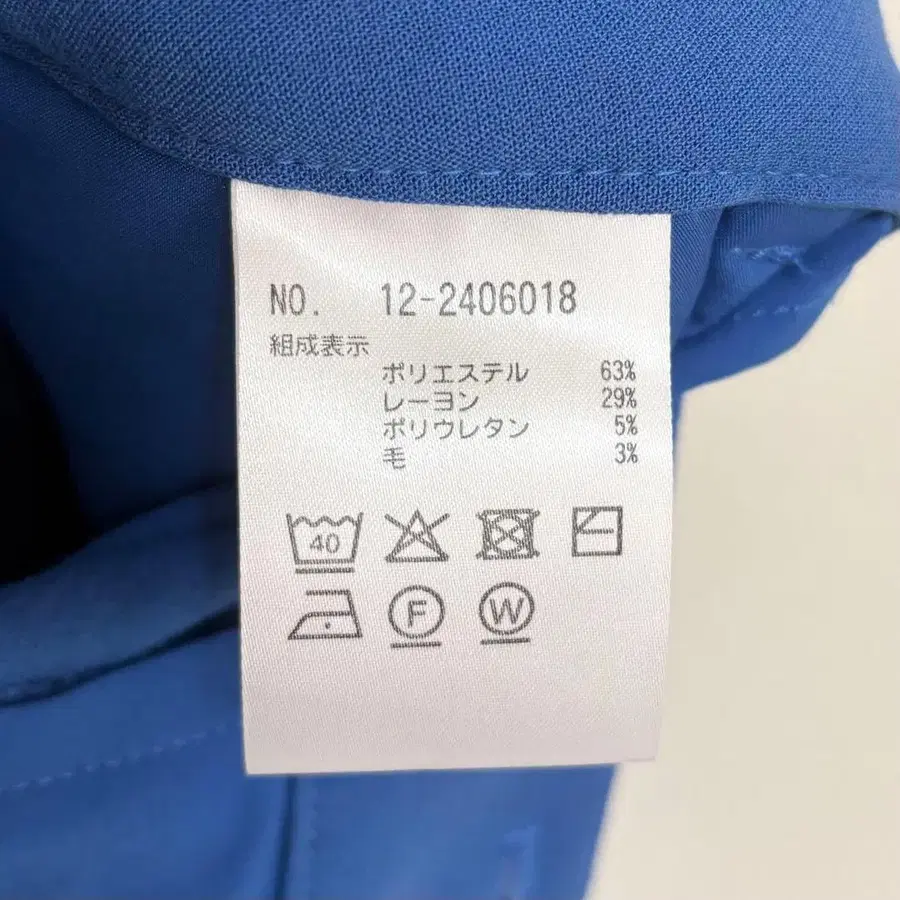 NO. 12-2406018
組成表示
ポリエステル 63%
レーヨン 29%
ポリウレタン 5%
毛 3%
40
F W